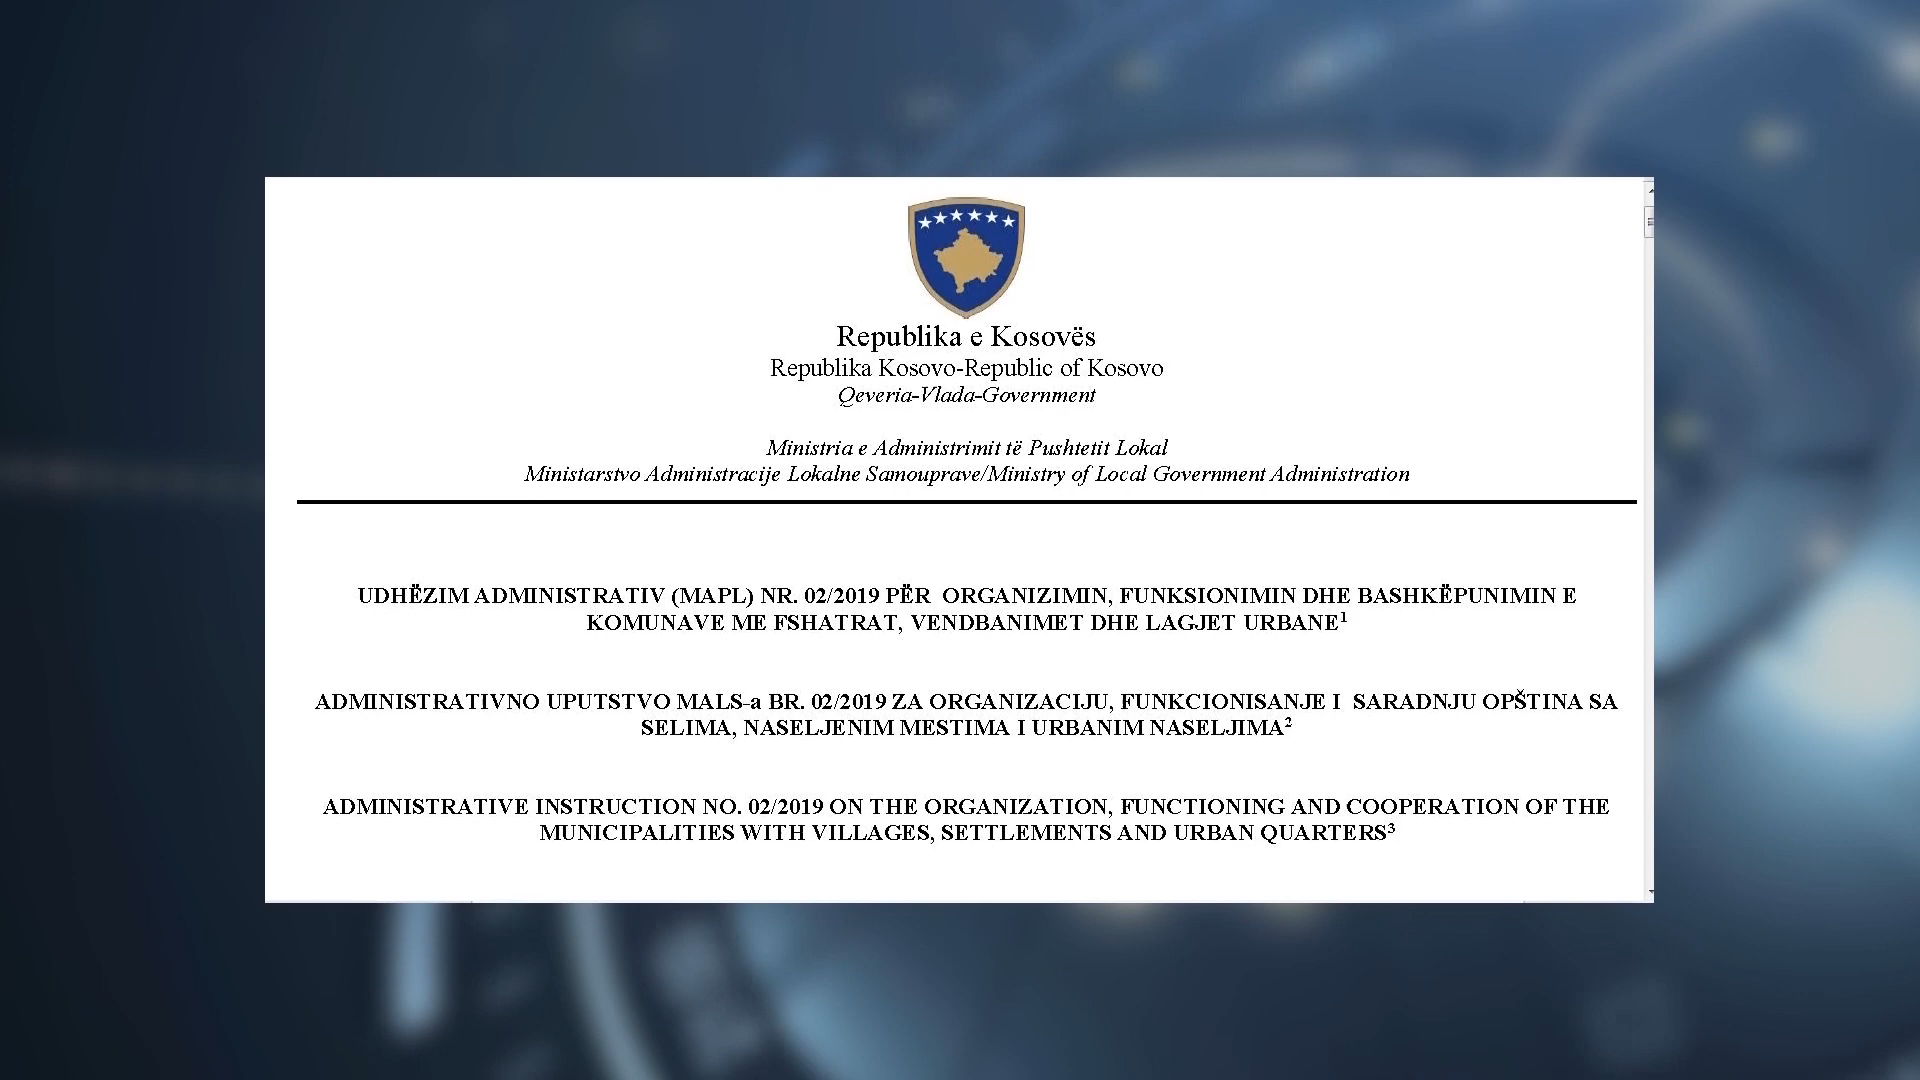 Republika e Kosovës
Republika Kosovo-Republic of Kosovo
Qeveria-Vlada-Government
Ministria e Administrimit të Pushtetit Lokal
Ministarstvo Administracije Lokalne Samouprave/Ministry of Local Government Administration
UDHËZIM ADMINISTRATIV (MAPL) NR. 02/2019 PËR ORGANIZIMIN, FUNKSIONIMIN DHE BASHKËPUNIMIN E
KOMUNAVE ME FSHATRAT, VENDBANIMET DHE LAGJET URBANE¹
ADMINISTRATIVNO UPUTSTVO MALS-a BR. 02/2019 ZA ORGANIZACIJU, FUNKCIONISANJE I SARADNJU OPŠTINA SA
SELIMA, NASELJENIM MESTIMA I URBANIM NASELJIMA²
ADMINISTRATIVE INSTRUCTION NO. 02/2019 ON THE ORGANIZATION, FUNCTIONING AND COOPERATION OF THE
MUNICIPALITIES WITH VILLAGES, SETTLEMENTS AND URBAN QUARTERS³